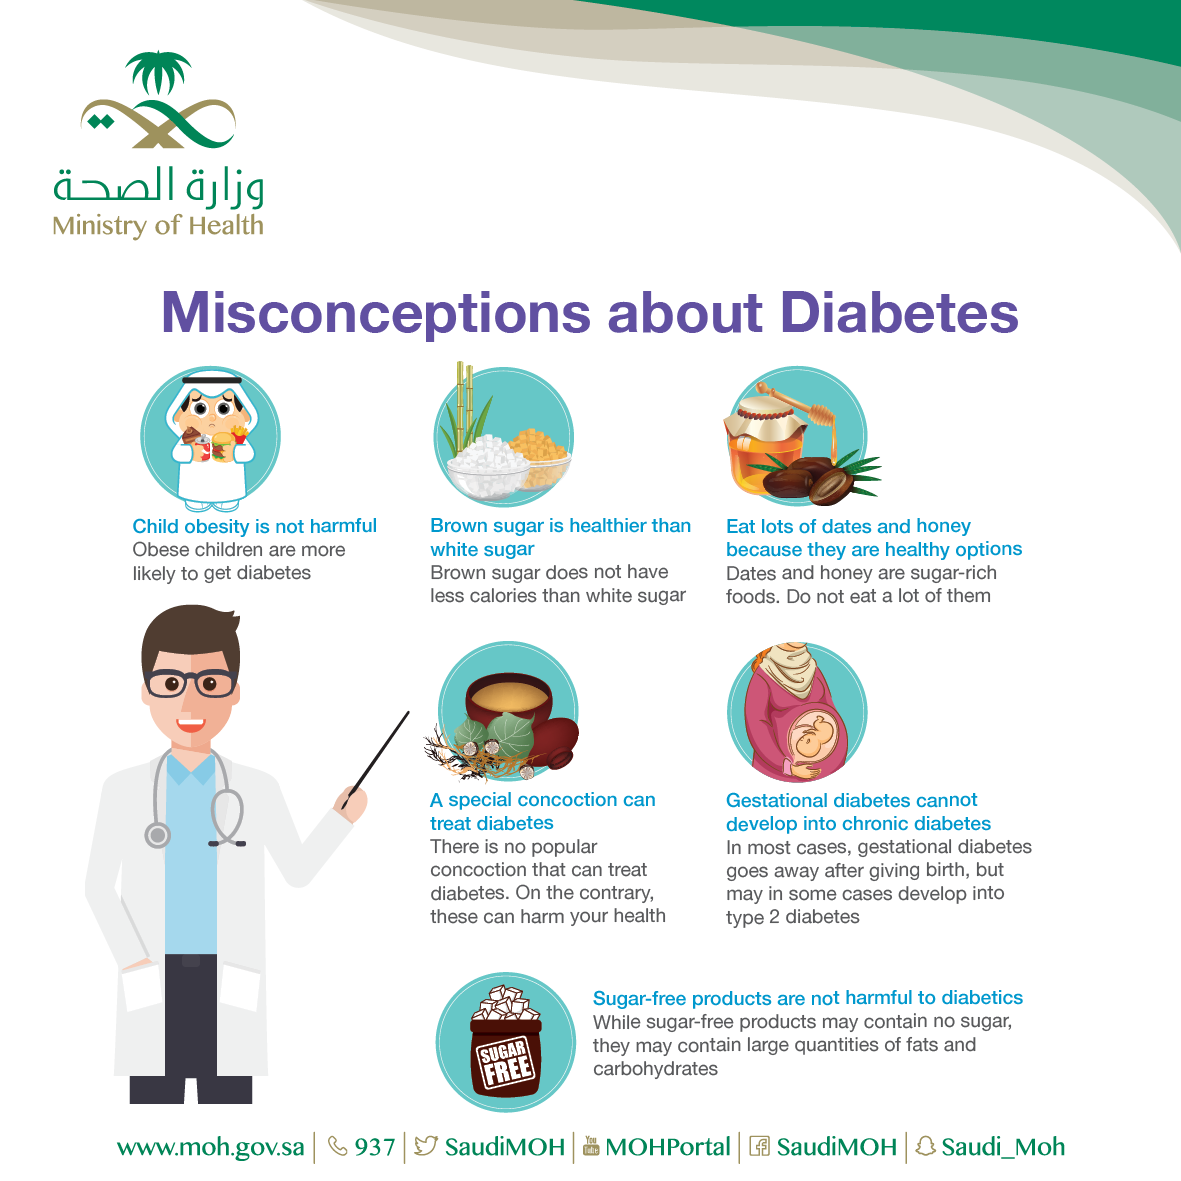 وزارة الصحة
Ministry of Health
Misconceptions about Diabetes
Child obesity is not harmful
Obese children are more
likely to get diabetes
Brown sugar is healthier than
white sugar
Brown sugar does not have
less calories than white sugar
Eat lots of dates and honey
because they are healthy options
Dates and honey are sugar-rich
foods. Do not eat a lot of them
A special concoction can
treat diabetes
There is no popular
concoction that can treat
diabetes. On the contrary,
these can harm your health
Gestational diabetes cannot
develop into chronic diabetes
In most cases, gestational diabetes
goes away after giving birth, but
may in some cases develop into
type 2 diabetes
SUGAR
FREE
Sugar-free products are not harmful to diabetics
While sugar-free products may contain no sugar,
they may contain large quantities of fats and
carbohydrates
www.moh.gov.sa | 937 | SaudiMOH | You Tube MOHPortal | SaudiMOH | Saudi_Moh